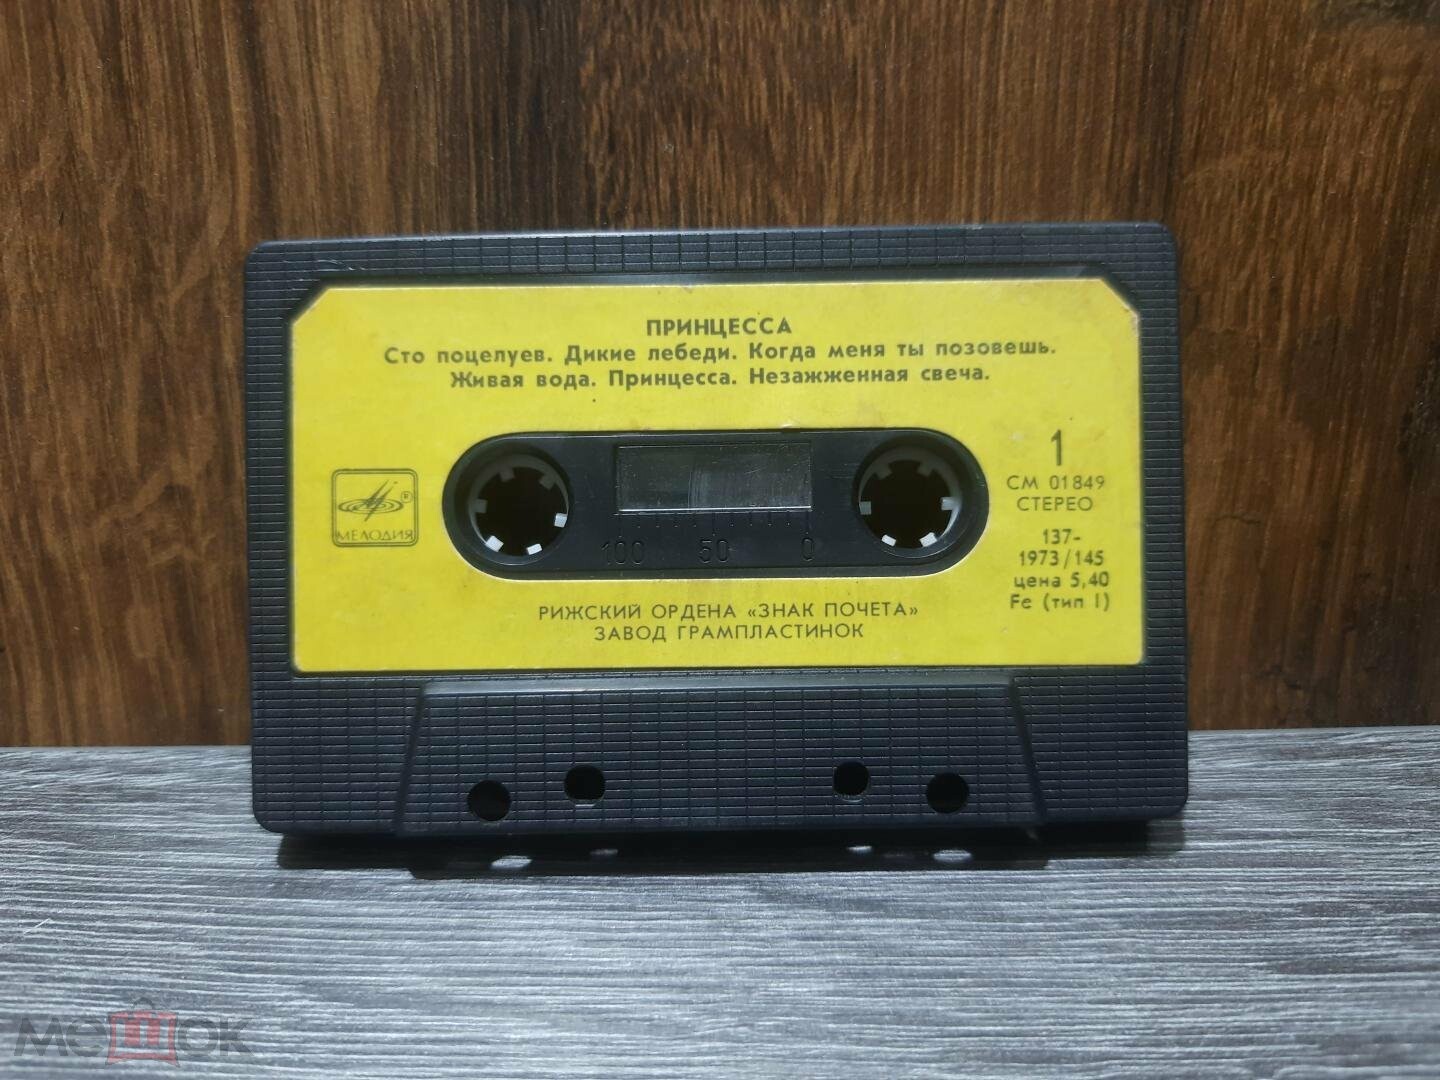 ПРИНЦЕССА
Сто поцелуев. Дикие лебеди. Когда меня ты позовешь.
Живая вода. Принцесса. Незажженная свеча.
1
СМ 01849
СТЕРЕО
137-
1973/145
цена 5,40
Fe (тип I)
®
МЕЛОДИЯ
100 50 0
РИЖСКИЙ ОРДЕНА «ЗНАК ПОЧЕТА»
ЗАВОД ГРАМПЛАСТИНОК
мешок